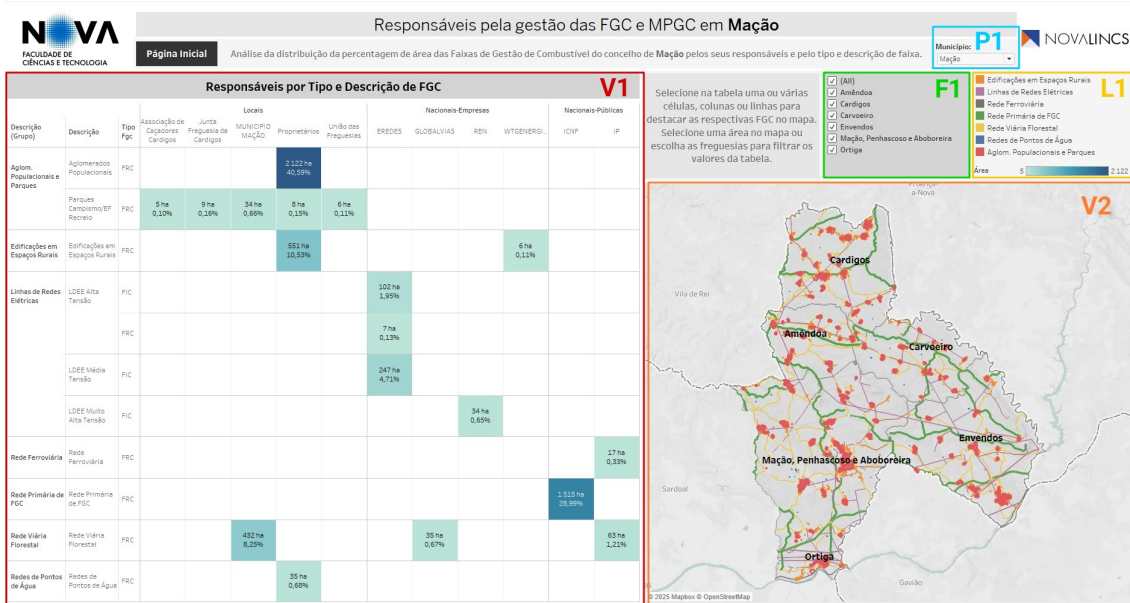 NOVA
FACULDADE DE
CIÊNCIAS E TECNOLOGIA
Responsáveis pela gestão das FGC e MPGC em Mação
Página Inicial
Análise da distribuição da percentagem de área das Faixas de Gestão de Combustível do concelho de Mação pelos seus responsáveis e pelo tipo e descrição de faixa.
Município:
P1
Mação
NOVALINCS
Responsáveis por Tipo e Descrição de FGC
V1
Locais
Nacionais-Empresas
Nacionais-Públicas
Descrição
(Grupo)
Descrição
Tipo
Fgc
Associação de
Caçadores
Cardigos
Junta
Freguesia de
Cardigos
MUNICIPIO
MAÇÃO
Proprietários
União das
Freguesias
EREDES
GLOBALVIAS
REN
WTGENERGI..
ICNF
IP
Aglom.
Populacionais e
Parques
Aglomerados
Populacionais
FRC
2 122 ha
40,59%
Parques
Campismo/EF
Recreio
FRC
5 ha
0,10%
9 ha
0,16%
34 ha
0,66%
8 ha
0,15%
6 ha
0,11%
Edificações em
Espaços Rurais
Edificações em
Espaços Rurais
FRC
551 ha
10,53%
6 ha
0,11%
Linhas de Redes
Elétricas
LDEE Alta
Tensão
FIC
102 ha
1,95%
FRC
7 ha
0,13%
LDEE Média
Tensão
FIC
247 ha
4,71%
LDEE Muito
Alta Tensão
FIC
34 ha
0,65%
Rede Ferroviária
Rede
Ferroviária
FRC
17 ha
0,33%
Rede Primária de
FGC
Rede Primária
de FGC
FRC
1 515 ha
28,99%
Rede Viária
Florestal
Rede Viária
Florestal
FRC
432 ha
8,25%
35 ha
0,67%
63 ha
1,21%
Redes de Pontos
de Água
Redes de
Pontos de Água
FRC
35 ha
0,68%
Selecione na tabela uma ou várias
células, colunas ou linhas para
destacar as respectivas FGC no mapa.
Selecione uma área no mapa ou
escolha as freguesias para filtrar os
valores da tabela.
F1
(All)
Amêndoa
Cardigos
Carvoeiro
Envendos
Mação, Penhascoso e Aboboreira
Ortiga
L1
Edificações em Espaços Rurais
Linhas de Redes Elétricas
Rede Ferroviária
Rede Primária de FGC
Rede Viária Florestal
Redes de Pontos de Água
Aglom. Populacionais e Parques
Área
5
2 122
V2
a-Nova
Cardigos
Vila de Rei
Amêndoa
Carvoeiro
Envendos
Mação, Penhascoso e Aboboreira
Sardoal
Ortiga
Gavião
© 2025 Mapbox © OpenStreetMap